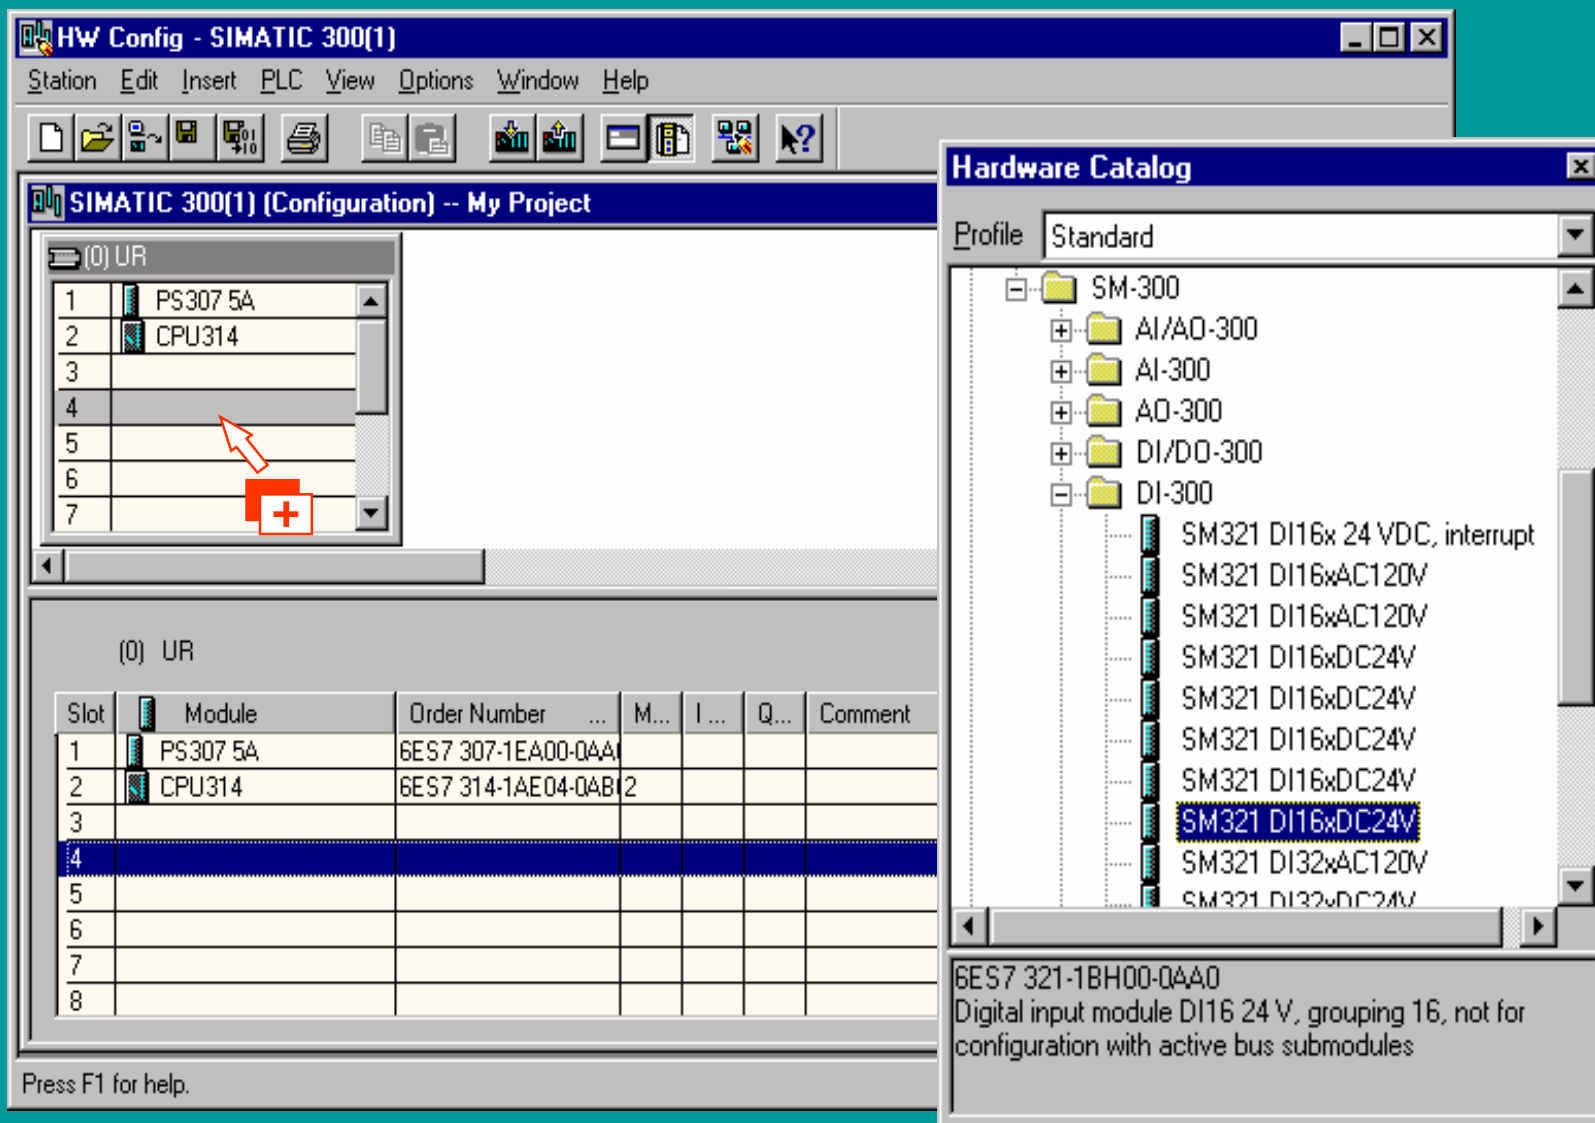 HW Config - SIMATIC 300(1)
Station Edit Insert PLC View Options Window Help
SIMATIC 300(1) (Configuration) -- My Project
(0) UR
1 PS307 5A
2 CPU314
3
4
5
6
7
(0) UR
Slot Module Order Number ... M... I ... Q... Comment
1 PS307 5A 6ES7 307-1EA00-0AA
2 CPU314 6ES7 314-1AE04-0AB 2
3
4
5
6
7
8
Press F1 for help.
Hardware Catalog
Profile Standard
SM-300
AI/AO-300
AI-300
AO-300
DI/DO-300
DI-300
SM321 DI16x 24 VDC, interrupt
SM321 DI16xAC120V
SM321 DI16xAC120V
SM321 DI16xDC24V
SM321 DI16xDC24V
SM321 DI16xDC24V
SM321 DI16xDC24V
SM321 DI16xDC24V
SM321 DI32xAC120V
SM321 DI32xDC24V
6ES7 321-1BH00-0AA0
Digital input module DI16 24 V, grouping 16, not for
configuration with active bus submodules